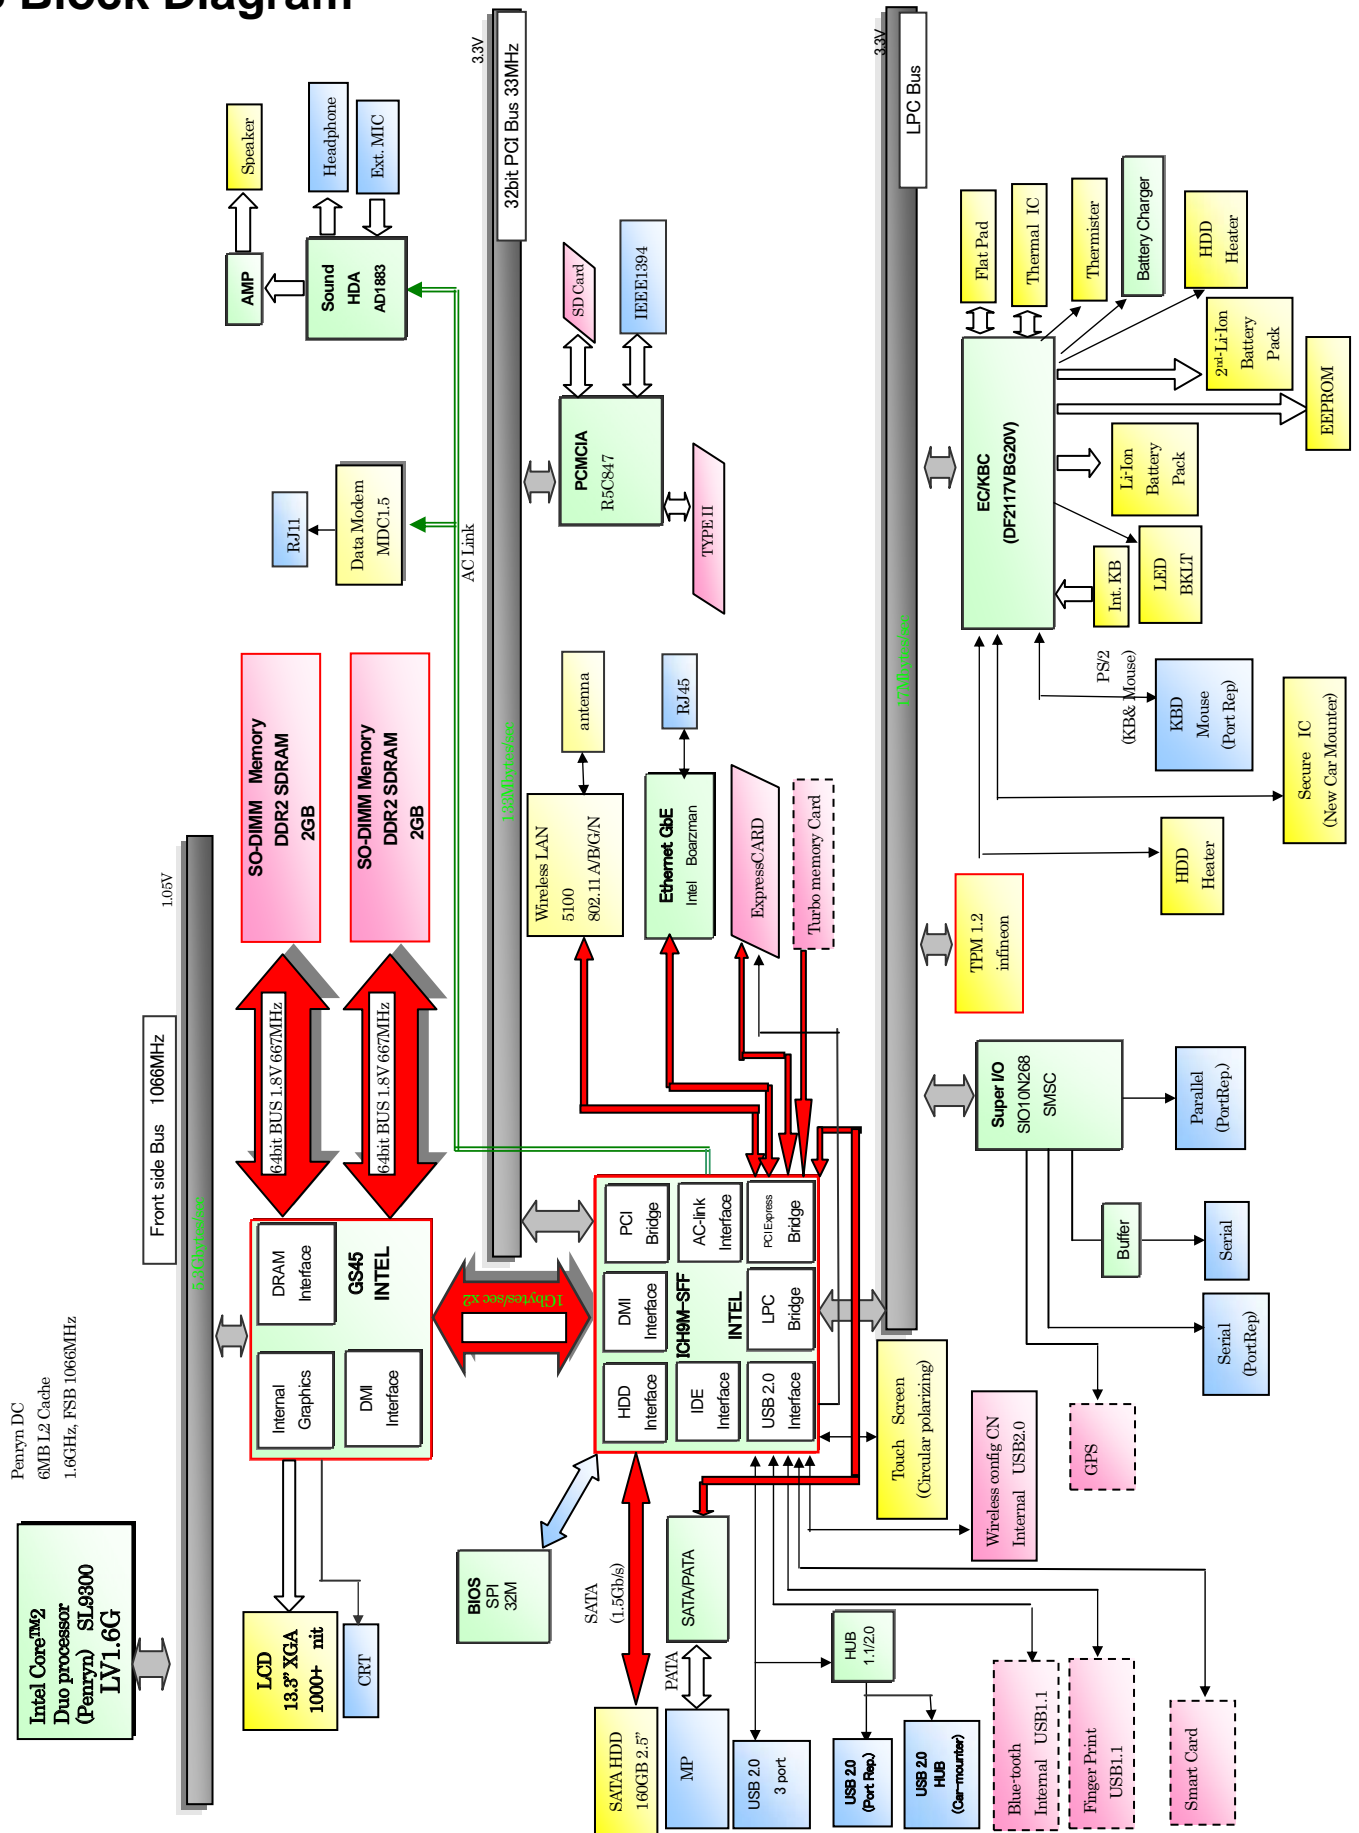 Block Diagram
Penryn DC
6MB L2 Cache
1.6GHz, FSB 1066MHz
Intel Core™2
Duo processor
(Penryn) SL9300
LV1.6G
Front side Bus 1066MHz
1.05V
SO-DIMM Memory
DDR2 SDRAM
2GB
SO-DIMM Memory
DDR2 SDRAM
2GB
64bit BUS 1.8V 667MHz
64bit BUS 1.8V 667MHz
DRAM
Interface
GS45
INTEL
Internal
Graphics
DMI
Interface
LCD
13.3" XGA
1000+ nit
CRT
1Gbytes/sec x2
Speaker
Headphone
Ext. MIC
AMP
Sound
HDA
AD1883
RJ11
Data Modem
MDC1.5
AC Link
3.3V
32bit PCI Bus 33MHz
133Mbytes/sec
SD Card
IEEE1394
PCMCIA
R5C847
TYPE II
antenna
RJ45
Wireless LAN
5100
802.11 A/B/G/N
Ethernet GbE
Intel Boarzman
ExpressCARD
Turbo memory Card
PCI
Bridge
AC-link
Interface
PCI Express
Bridge
DMI
Interface
ICH9M-SFF
INTEL
LPC
Bridge
HDD
Interface
IDE
Interface
USB 2.0
Interface
BIOS
SPI
32M
SATA
(1.5Gb/s)
SATA/PATA
PATA
SATA HDD
160GB 2.5"
MP
USB 2.0
3 port
HUB
1.1/2.0
USB 2.0
(Port Rep.)
USB 2.0
HUB
(Car-mounter)
Blue-tooth
Internal USB1.1
Finger Print
USB1.1
Smart Card
Touch Screen
(Circular polarizing)
Wireless config CN
Internal USB2.0
GPS
3.3V
LPC Bus
17Mbytes/sec
Flat Pad
Thermal IC
Thermister
Battery Charger
HDD
Heater
2nd-Li-Ion
Battery
Pack
EEPROM
EC/KBC
(DF2117VBG20V)
Li-Ion
Battery
Pack
LED
BKLT
Int. KB
PS/2
(KB& Mouse)
KBD
Mouse
(Port Rep)
Secure IC
(New Car Mounter)
HDD
Heater
TPM 1.2
infineon
Super I/O
SIO10N268
SMSC
Parallel
(PortRep.)
Buffer
Serial
Serial
(PortRep)